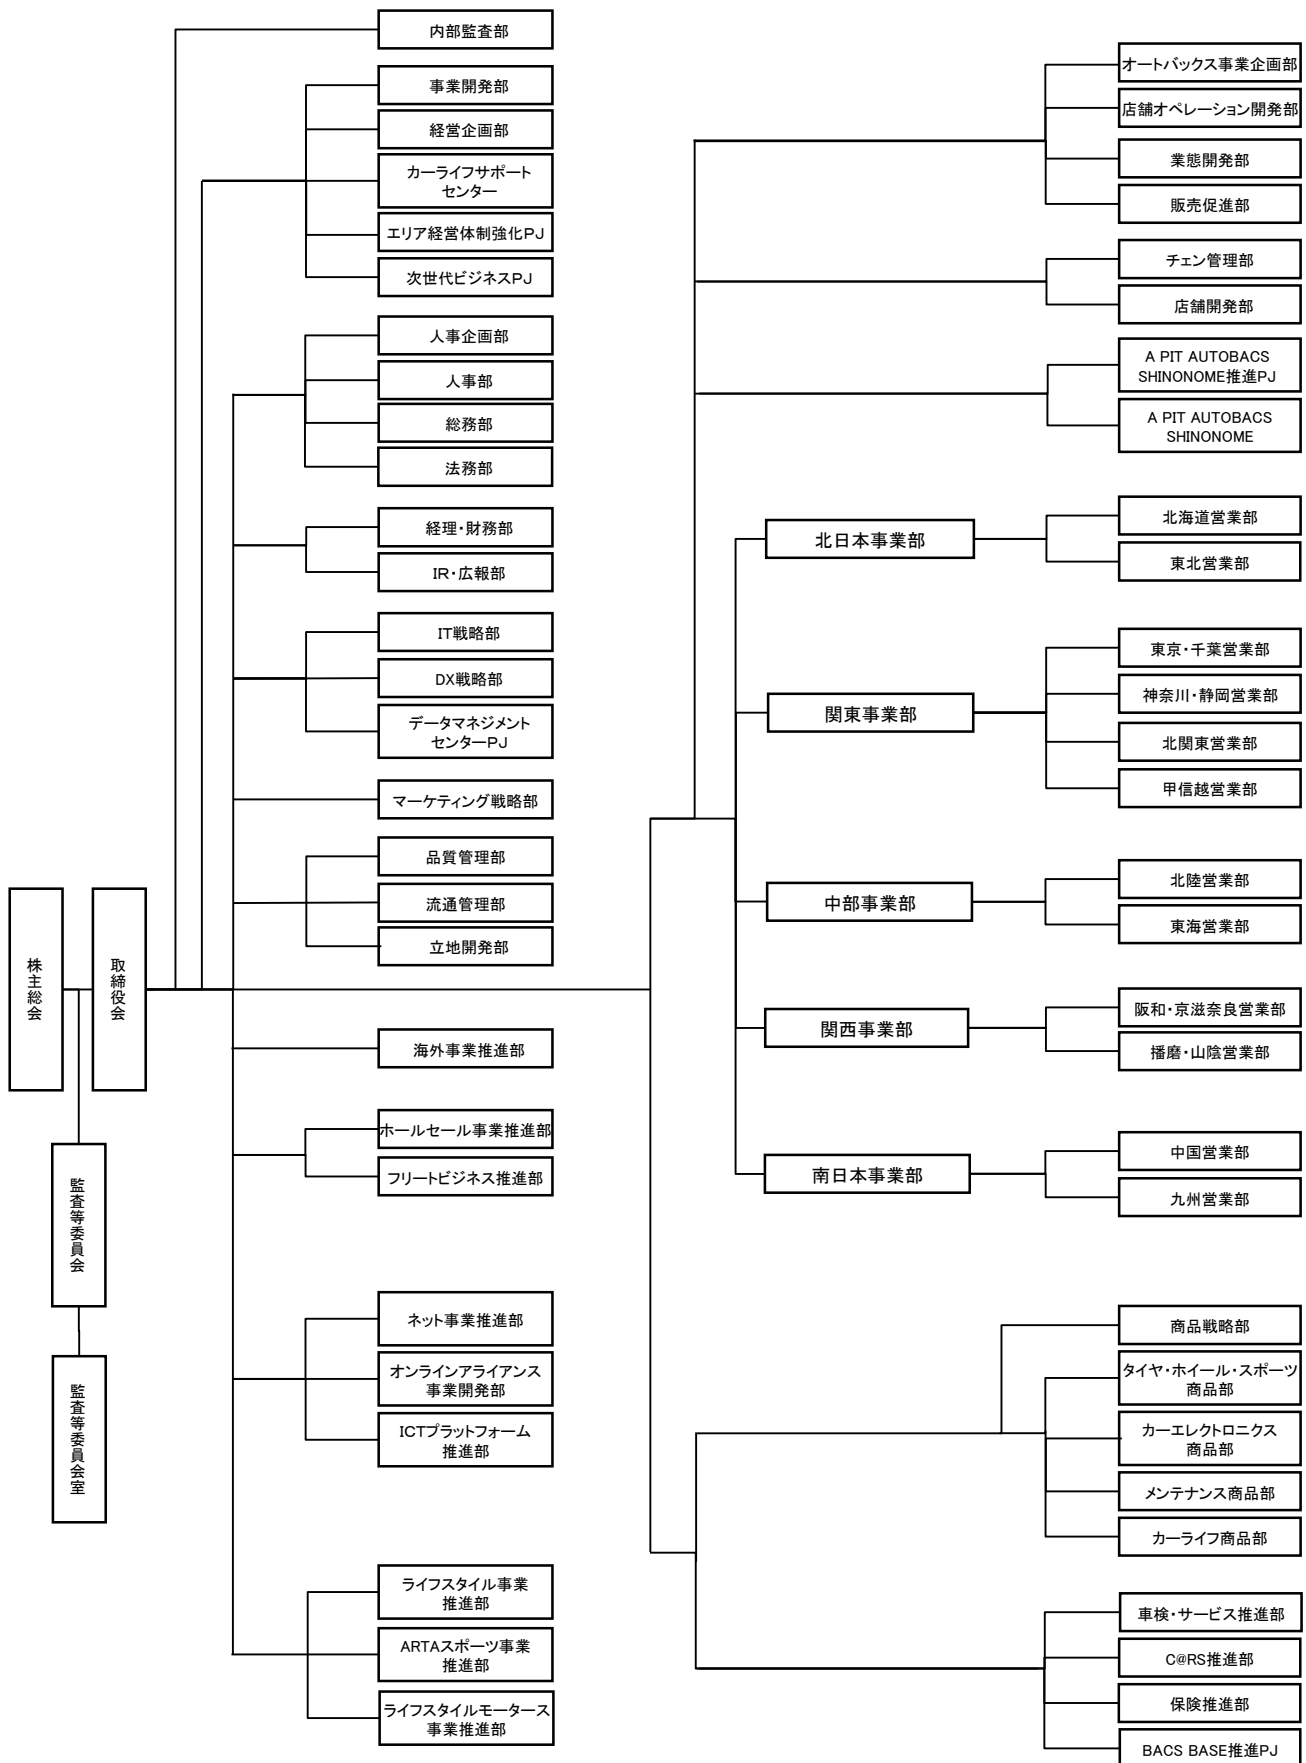 株主総会
取締役会
監査等委員会
監査等委員会室
内部監査部
事業開発部
経営企画部
カーライフサポート
センター
エリア経営体制強化PJ
次世代ビジネスPJ
人事企画部
人事部
総務部
法務部
経理・財務部
IR・広報部
IT戦略部
DX戦略部
データマネジメント
センターPJ
マーケティング戦略部
品質管理部
流通管理部
立地開発部
海外事業推進部
ホールセール事業推進部
フリートビジネス推進部
ネット事業推進部
オンラインアライアンス
事業開発部
ICTプラットフォーム
推進部
ライフスタイル事業
推進部
ARTAスポーツ事業
推進部
ライフスタイルモータース
事業推進部
オートバックス事業企画部
店舗オペレーション開発部
業態開発部
販売促進部
チェン管理部
店舗開発部
A PIT AUTOBACS
SHINONOME推進PJ
A PIT AUTOBACS
SHINONOME
北日本事業部
北海道営業部
東北営業部
関東事業部
東京・千葉営業部
神奈川・静岡営業部
北関東営業部
甲信越営業部
中部事業部
北陸営業部
東海営業部
関西事業部
阪和・京滋奈良営業部
播磨・山陰営業部
南日本事業部
中国営業部
九州営業部
商品戦略部
タイヤ・ホイール・スポーツ
商品部
カーエレクトロニクス
商品部
メンテナンス商品部
カーライフ商品部
車検・サービス推進部
C@RS推進部
保険推進部
BACS BASE推進PJ